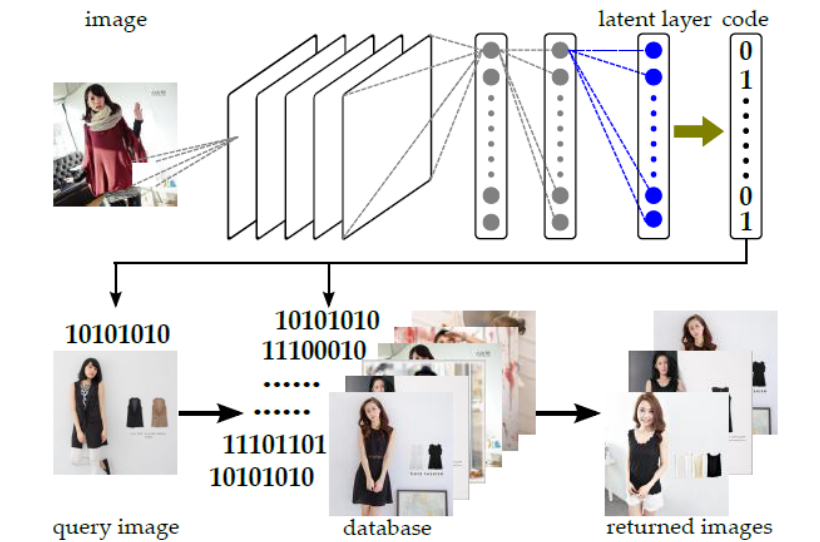 image
latent layer code
0
1
0
1
10101010
10101010
11100010
......
......
11101101
10101010
query image
database
returned images